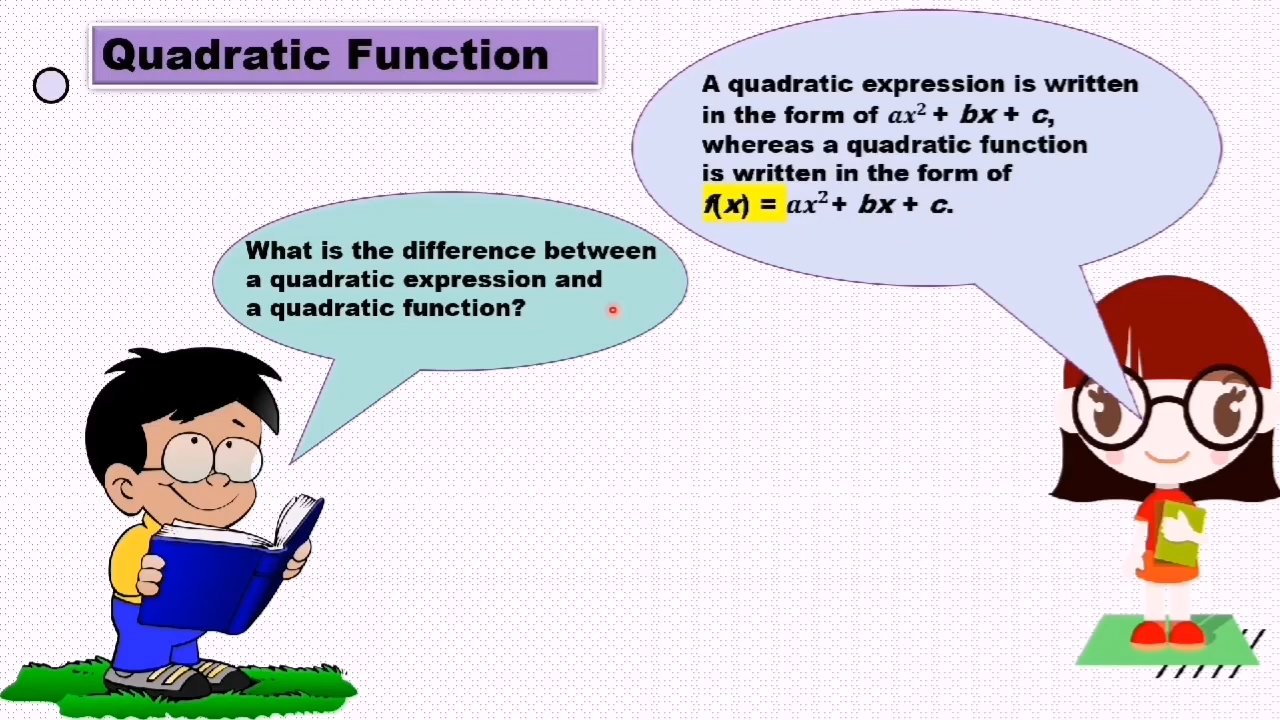 Quadratic Function
A quadratic expression is written
in the form of ax² + bx + c,
whereas a quadratic function
is written in the form of
f(x) = ax² + bx + c.
What is the difference between
a quadratic expression and
a quadratic function?